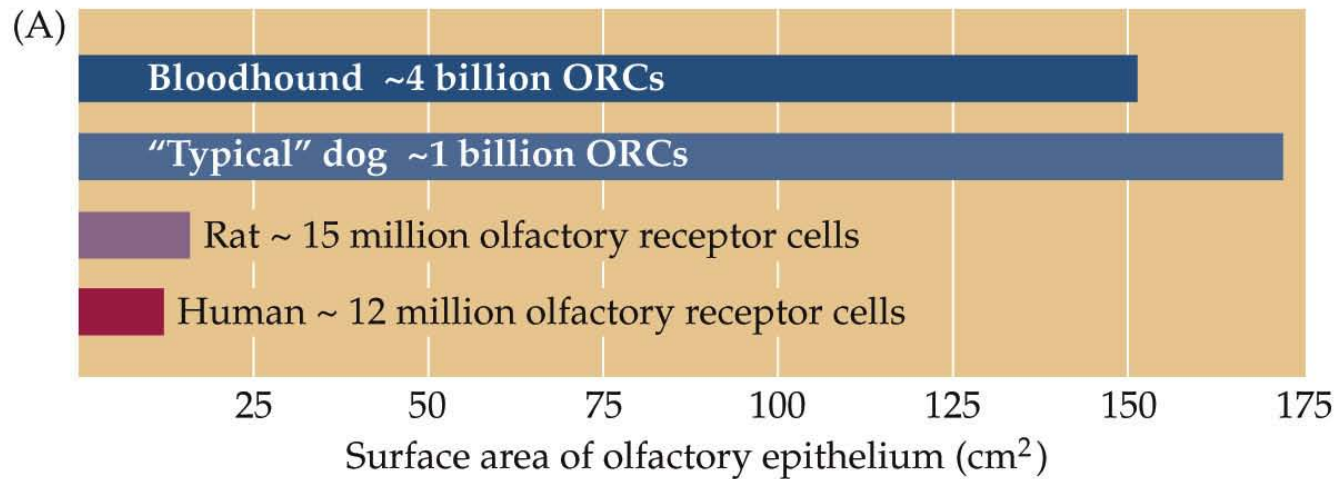 (A)
Bloodhound ~4 billion ORCs
“Typical” dog ~1 billion ORCs
Rat ~ 15 million olfactory receptor cells
Human ~ 12 million olfactory receptor cells
25 50 75 100 125 150 175
Surface area of olfactory epithelium (cm²)